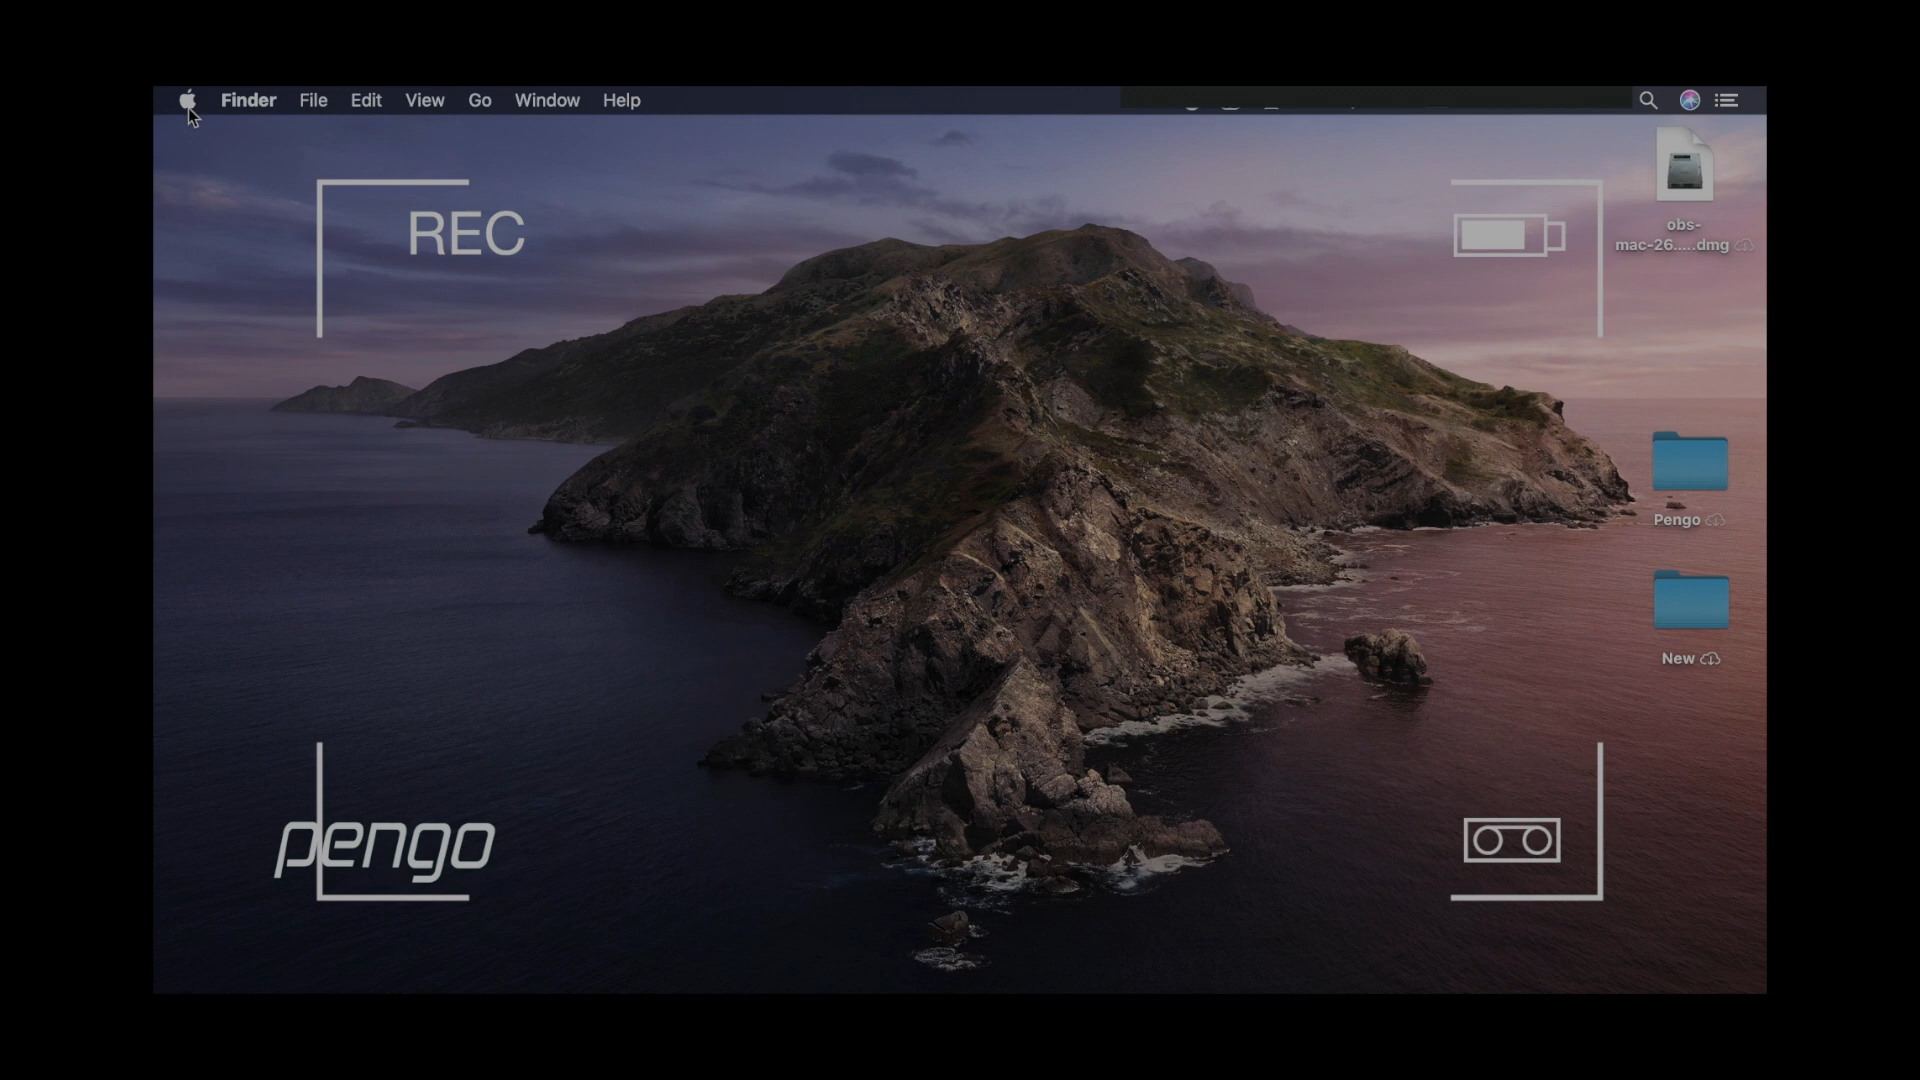 Finder File Edit View Go Window Help
REC
obs-
mac-26.....dmg
Pengo
New
pengo